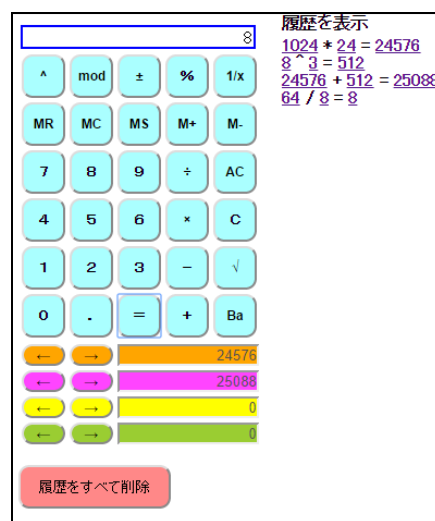 8
^ mod ± % 1/x
MR MC MS M+ M-
7 8 9 ÷ AC
4 5 6 × C
1 2 3 − √
0 . = + Ba
← → 24576
← → 25088
← → 0
← → 0
履歴をすべて削除
履歴を表示
1024 * 24 = 24576
8 ^ 3 = 512
24576 + 512 = 25088
64 / 8 = 8